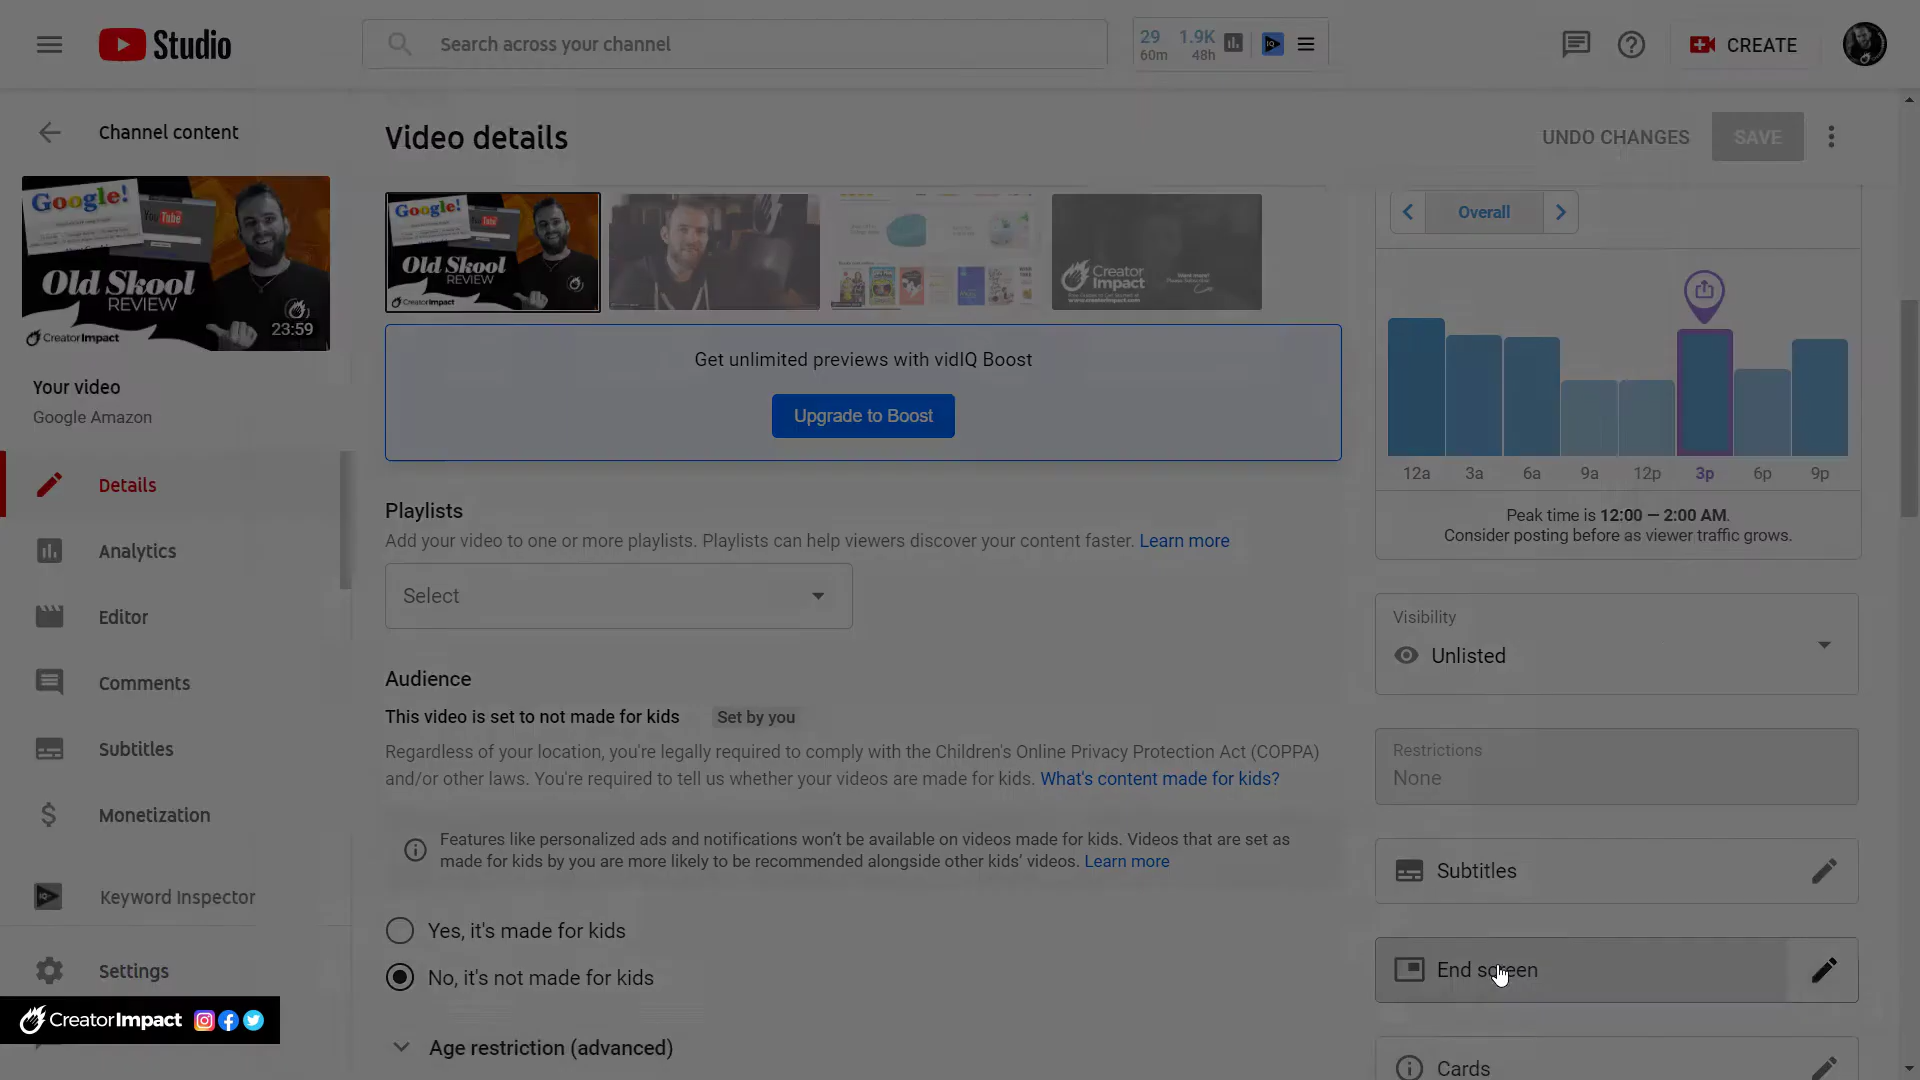 Studio
Search across your channel
29
60m
1.9K
48h
CREATE
Channel content
Google!
You Tube
Old Skool
REVIEW
CreatorImpact
23:59
Your video
Google Amazon
Details
Analytics
Editor
Comments
Subtitles
Monetization
Keyword Inspector
Settings
CreatorImpact
Video details
UNDO CHANGES
SAVE
Google!
Old Skool
REVIEW
CreatorImpact
Creator
Impact
Get unlimited previews with vidIQ Boost
Upgrade to Boost
Playlists
Add your video to one or more playlists. Playlists can help viewers discover your content faster. Learn more
Select
Audience
This video is set to not made for kids Set by you
Regardless of your location, you're legally required to comply with the Children's Online Privacy Protection Act (COPPA)
and/or other laws. You're required to tell us whether your videos are made for kids. What's content made for kids?
Features like personalized ads and notifications won't be available on videos made for kids. Videos that are set as
made for kids by you are more likely to be recommended alongside other kids' videos. Learn more
Yes, it's made for kids
No, it's not made for kids
Age restriction (advanced)
Overall
12a 3a 6a 9a 12p 3p 6p 9p
Peak time is 12:00 – 2:00 AM.
Consider posting before as viewer traffic grows.
Visibility
Unlisted
Restrictions
None
Subtitles
End screen
Cards